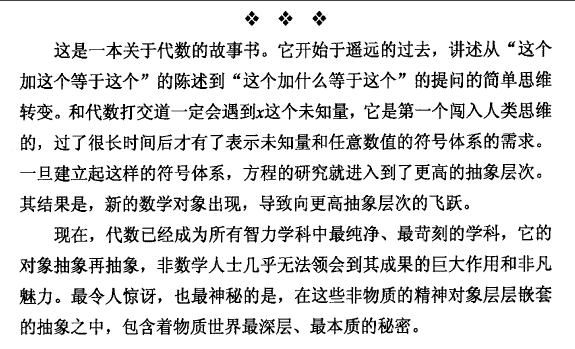 ❖ ❖ ❖
这是一本关于代数的故事书。它开始于遥远的过去，讲述从“这个
加这个等于这个”的陈述到“这个加什么等于这个”的提问的简单思维
转变。和代数打交道一定会遇到x这个未知量，它是第一个闯入人类思维
的，过了很长时间后才有了表示未知量和任意数值的符号体系的需求。
一旦建立起这样的符号体系，方程的研究就进入到了更高的抽象层次。
其结果是，新的数学对象出现，导致向更高抽象层次的飞跃。
现在，代数已经成为所有智力学科中最纯净、最苛刻的学科，它的
对象抽象再抽象，非数学人士几乎无法领会到其成果的巨大作用和非凡
魅力。最令人惊讶，也最神秘的是，在这些非物质的精神对象层层嵌套
的抽象之中，包含着物质世界最深层、最本质的秘密。